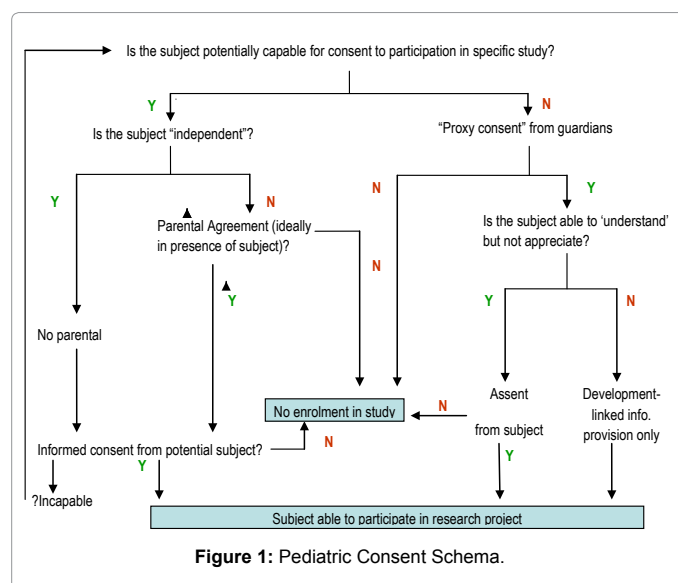 Is the subject potentially capable for consent to participation in specific study?
Y
N
Is the subject “independent”?
“Proxy consent” from guardians
Y
N
N
Y
Parental Agreement (ideally
in presence of subject)?
Is the subject able to ‘understand’
but not appreciate?
N
Y
Y
N
No parental
Assent
from subject
Development-
linked info.
provision only
No enrolment in study
N
Informed consent from potential subject?
N
Y
Y
?Incapable
Subject able to participate in research project
Figure 1: Pediatric Consent Schema.